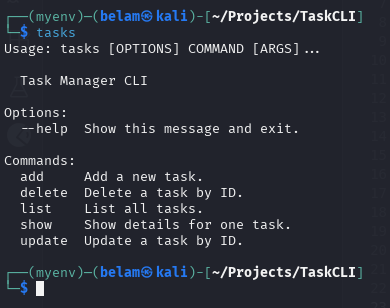 ┌──(myenv)─(belam㉿kali)-[~/Projects/TaskCLI]
└─$ tasks
Usage: tasks [OPTIONS] COMMAND [ARGS]...
Task Manager CLI
Options:
--help  Show this message and exit.
Commands:
add     Add a new task.
delete  Delete a task by ID.
list    List all tasks.
show    Show details for one task.
update  Update a task by ID.
┌──(myenv)─(belam㉿kali)-[~/Projects/TaskCLI]
└─$